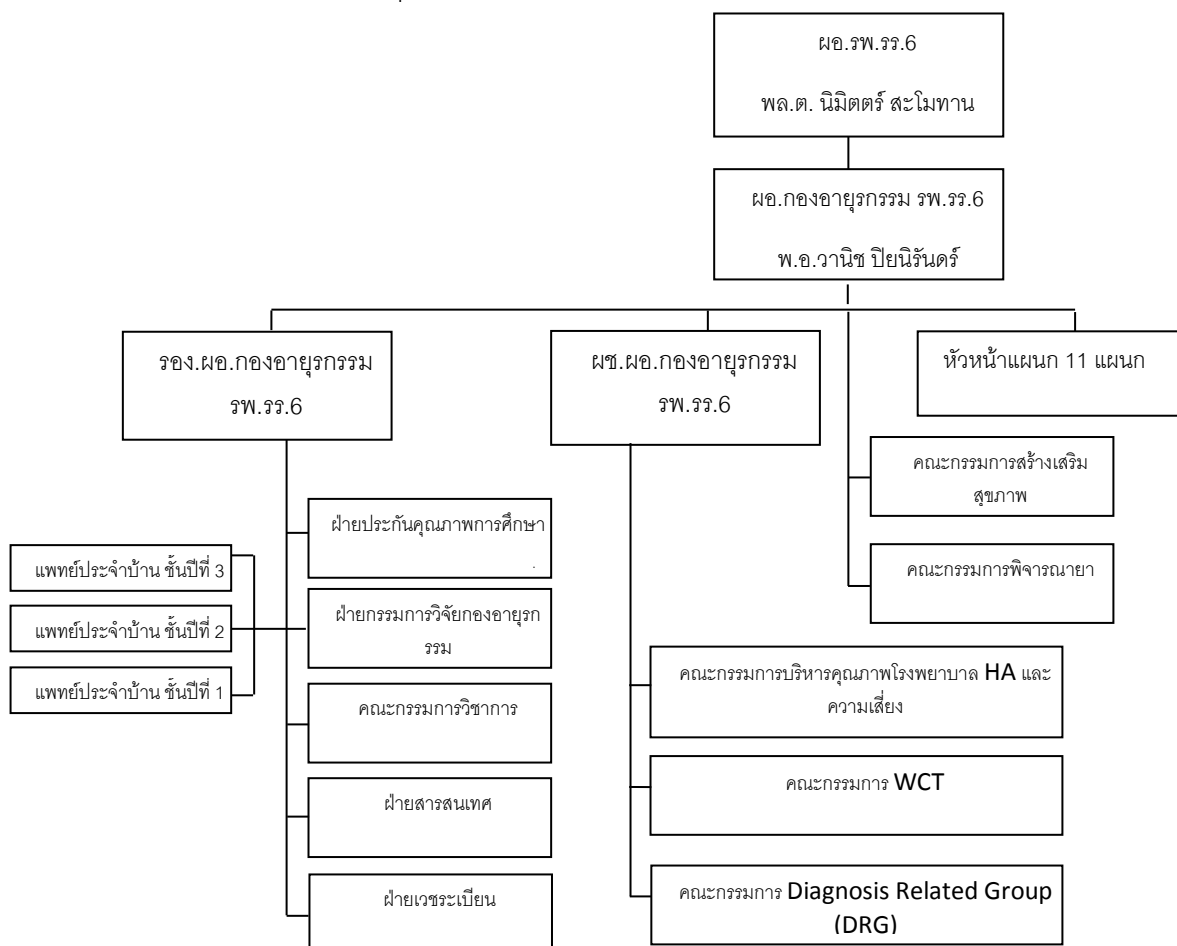 ผอ.รพ.รร.6
พล.ต. นิมิตตร์ สะโมทาน
ผอ.กองอายุรกรรม รพ.รร.6
พ.อ.วานิช ปิยนิรันดร์
รอง.ผอ.กองอายุรกรรม
รพ.รร.6
ผช.ผอ.กองอายุรกรรม
รพ.รร.6
หัวหน้าแผนก 11 แผนก
คณะกรรมการสร้างเสริม
สุขภาพ
คณะกรรมการพิจารณายา
ฝ่ายประกันคุณภาพการศึกษา
.
ฝ่ายกรรมการวิจัยกองอายุรก
รรม
คณะกรรมการวิชาการ
ฝ่ายสารสนเทศ
ฝ่ายเวชระเบียน
แพทย์ประจำบ้าน ชั้นปีที่ 3
แพทย์ประจำบ้าน ชั้นปีที่ 2
แพทย์ประจำบ้าน ชั้นปีที่ 1
คณะกรรมการบริหารคุณภาพโรงพยาบาล HA และ
ความเสี่ยง
คณะกรรมการ WCT
คณะกรรมการ Diagnosis Related Group
(DRG)